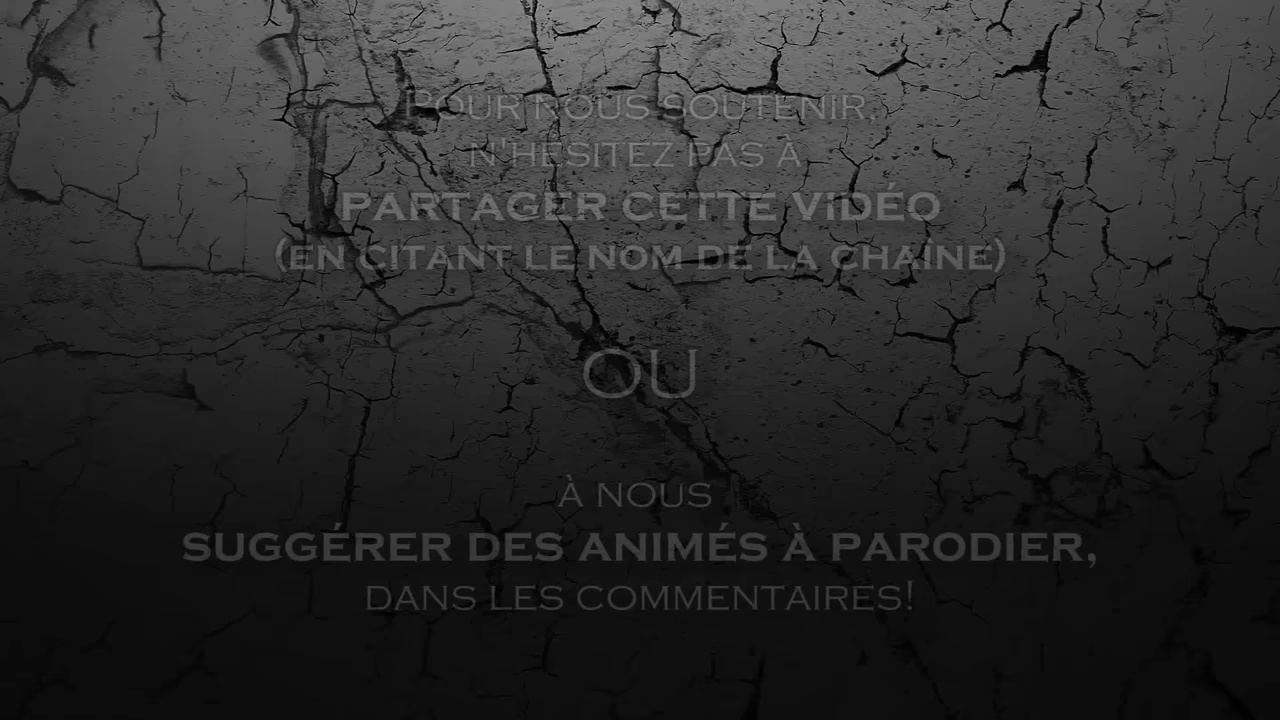 POUR NOUS SOUTENIR,
N'HESITEZ PAS À
PARTAGER CETTE ViDÉO
(EN CITANT LE NOM DE LA CHAÎNE)
OU
À NOUS
SUGGÉRER DES ANIMÉS À PARODIER,
DANS LES COMMENTAIRES!